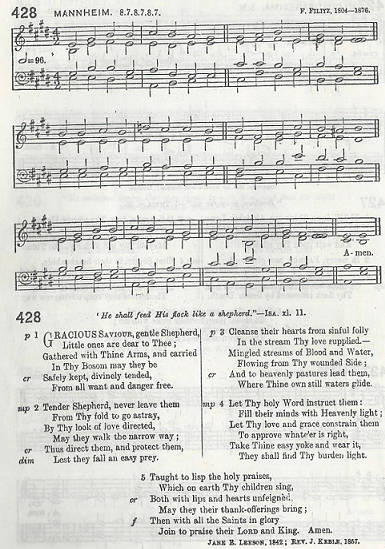 428 MANNHEIM. 8.7.8.7.8.7. F. FILITZ, 1804—1876.
=96.
A-men.
428
'He shall feed His flock like a shepherd.'—ISA. xl. 11.
p 1 GRACIOUS SAVIOUR, gentle Shepherd,
Little ones are dear to Thee;
Gathered with Thine Arms, and carried
In Thy Bosom may they be
cr Safely kept, divinely tended,
From all want and danger free.
mp 2 Tender Shepherd, never leave them
From Thy fold to go astray,
By Thy look of love directed,
May they walk the narrow way;
cr Thus direct them, and protect them,
dim Lest they fall an easy prey.
p 3 Cleanse their hearts from sinful folly
In the stream Thy love supplied.—
Mingled streams of Blood and Water,
Flowing from Thy wounded Side;
cr And to heavenly pastures lead them,
Where Thine own still waters glide.
mp 4 Let Thy holy Word instruct them:
Fill their minds with Heavenly light;
Let Thy love and grace constrain them
To approve whate'er is right,
Take Thine easy yoke and wear it,
They shall find Thy burden light.
5 Taught to lisp the holy praises,
Which on earth Thy children sing,
cr Both with lips and hearts unfeignèd.
May they their thank-offerings bring;
f Then with all the Saints in glory
Join to praise their LORD and King. Amen.
JANE E. LEESON, 1842; REV. J. KEBLE, 1857.